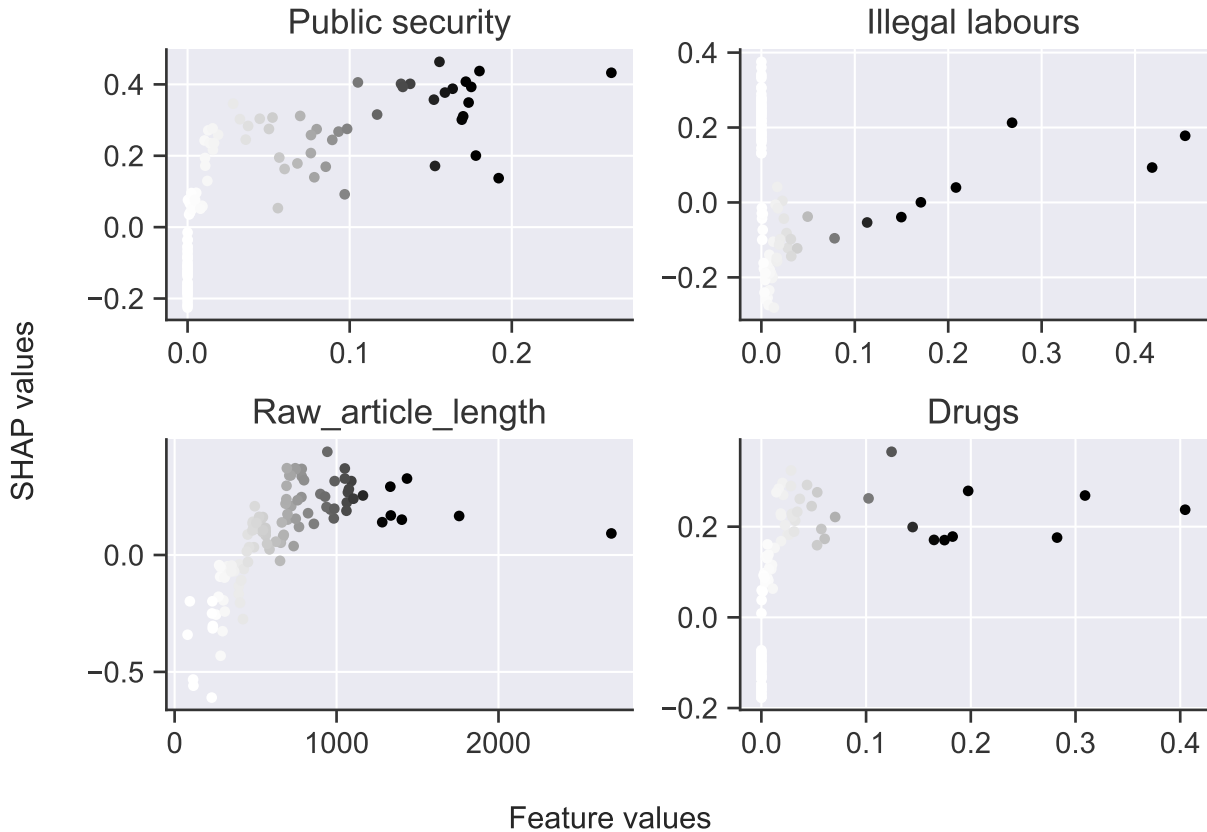 Public security
Illegal labours
0.4
0.2
0.0
−0.2
0.0 0.1 0.2
0.4
0.2
0.0
−0.2
0.0 0.1 0.2 0.3 0.4
SHAP values
Raw_article_length
Drugs
0.0
−0.5
0 1000 2000
0.2
0.0
−0.2
0.0 0.1 0.2 0.3 0.4
Feature values